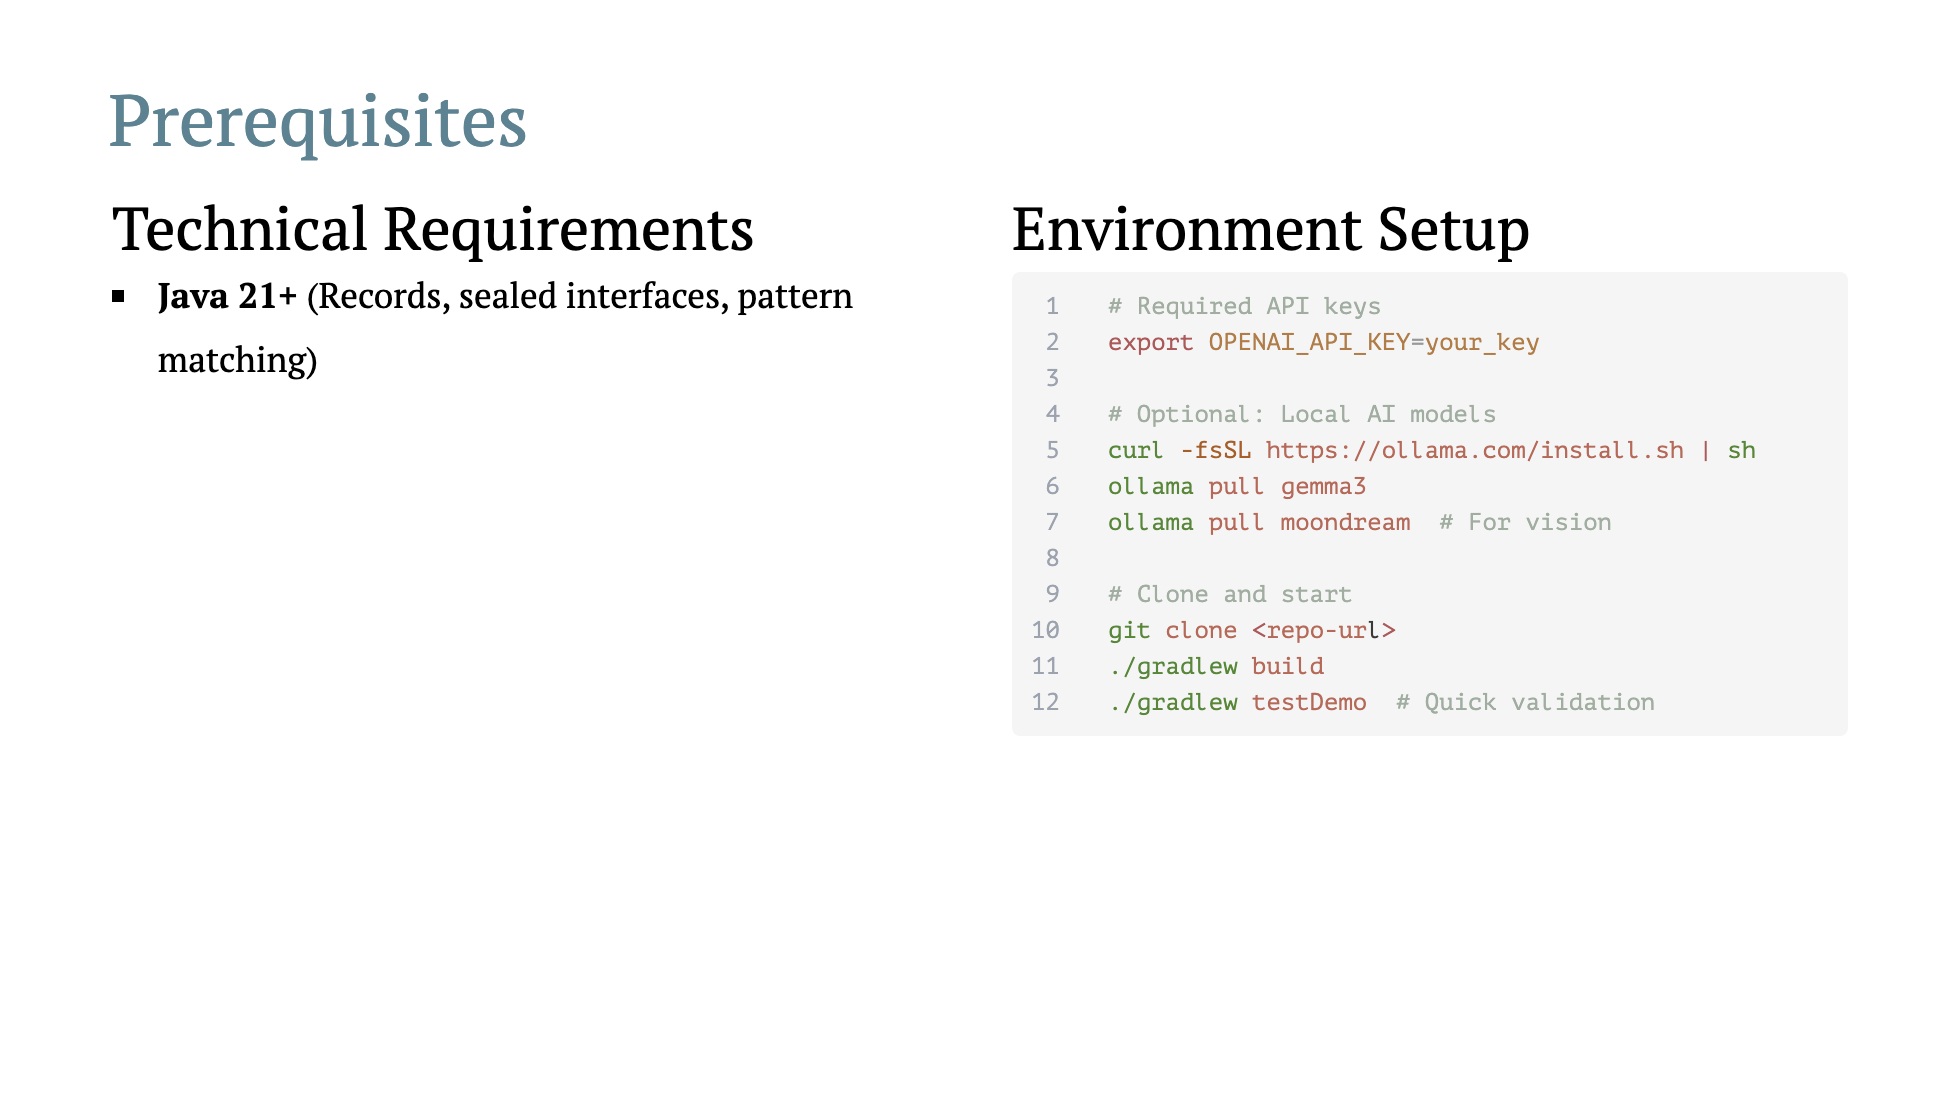 Prerequisites
Technical Requirements
▪ Java 21+ (Records, sealed interfaces, pattern
matching)
Environment Setup
1 # Required API keys
2 export OPENAI_API_KEY=your_key
3
4 # Optional: Local AI models
5 curl -fsSL https://ollama.com/install.sh | sh
6 ollama pull gemma3
7 ollama pull moondream  # For vision
8
9 # Clone and start
10 git clone <repo-url>
11 ./gradlew build
12 ./gradlew testDemo  # Quick validation